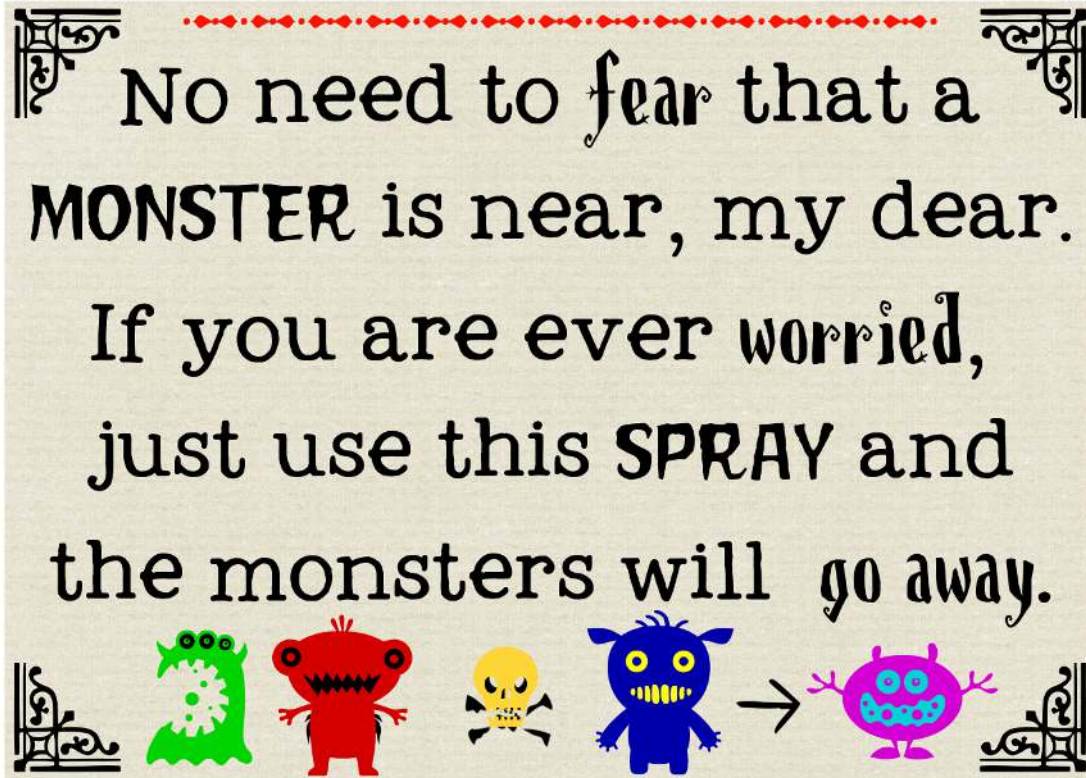 No need to fear that a
MONSTER is near, my dear.
If you are ever worried,
just use this SPRAY and
the monsters will go away.